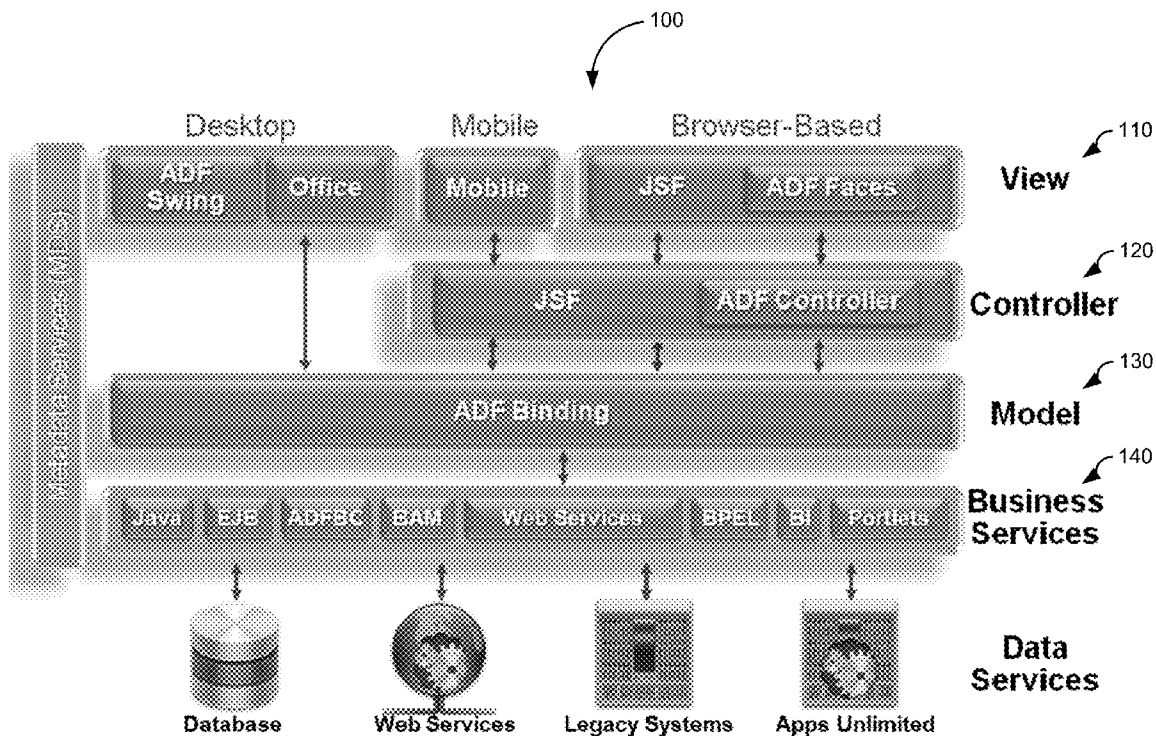 100
Desktop
Mobile
Browser-Based
110
ADF Swing
Office
Mobile
JSF
ADF Faces
View
120
JSF
ADF Controller
Controller
130
ADF Binding
Model
140
Java
EJB
ADFBC
BAM
Web Services
BPEL
BI
Portlets
Business
Services
Metadata Services (MDS)
Data
Services
Database
Web Services
Legacy Systems
Apps Unlimited